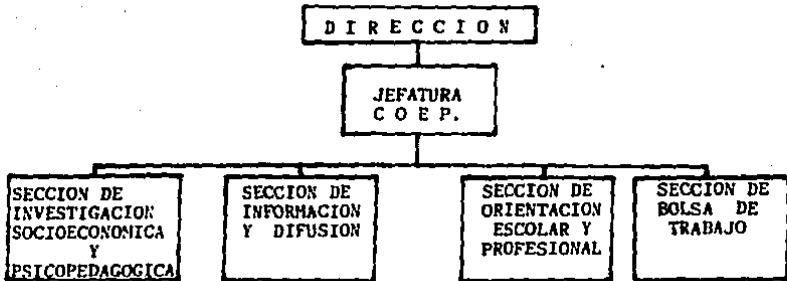 D I R E C C I O N
JEFATURA
C O E P.
SECCION DE
INVESTIGACION
SOCIOECONOMICA
Y
PSICOPEDAGOGICA
SECCION DE
INFORMACION
Y DIFUSION
SECCION DE
ORIENTACION
ESCOLAR Y
PROFESIONAL
SECCION DE
BOLSA DE
TRABAJO